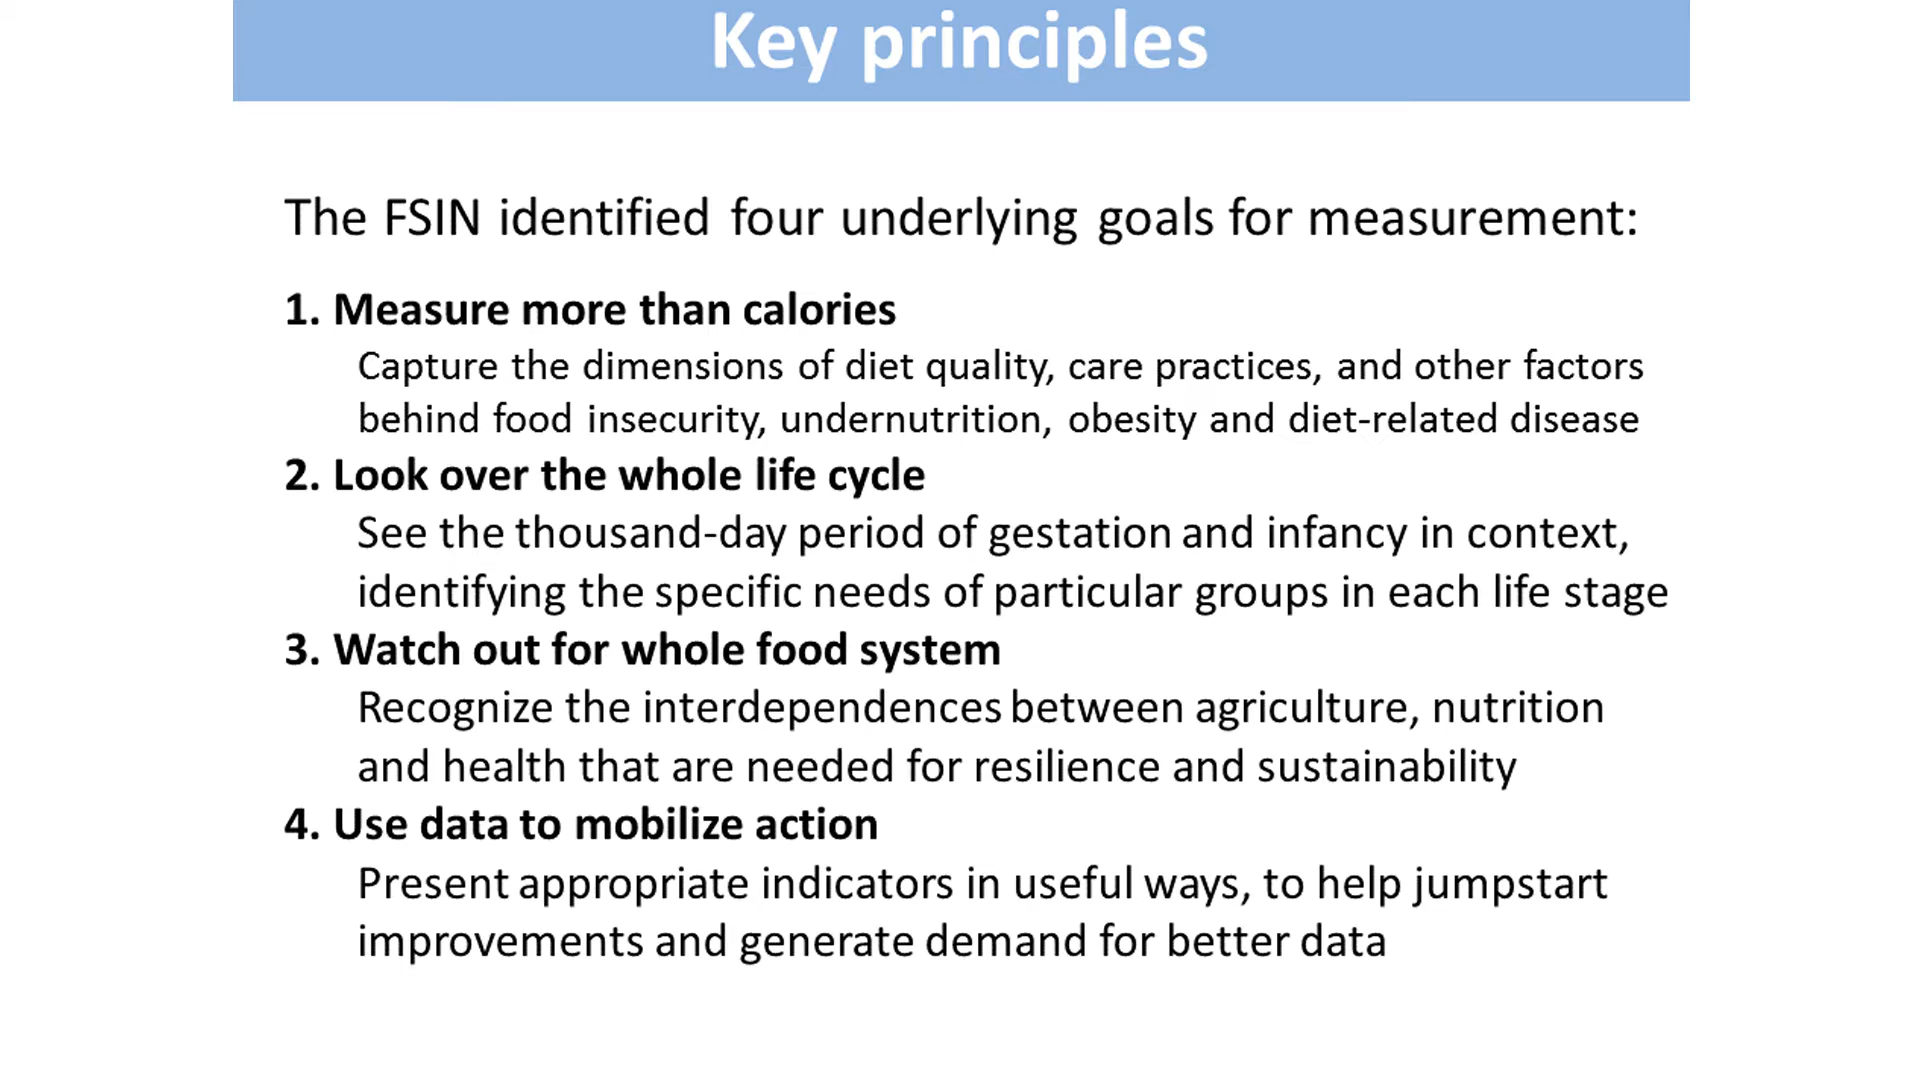 Key principles
The FSIN identified four underlying goals for measurement:
1. Measure more than calories
Capture the dimensions of diet quality, care practices, and other factors
behind food insecurity, undernutrition, obesity and diet-related disease
2. Look over the whole life cycle
See the thousand-day period of gestation and infancy in context,
identifying the specific needs of particular groups in each life stage
3. Watch out for whole food system
Recognize the interdependences between agriculture, nutrition
and health that are needed for resilience and sustainability
4. Use data to mobilize action
Present appropriate indicators in useful ways, to help jumpstart
improvements and generate demand for better data